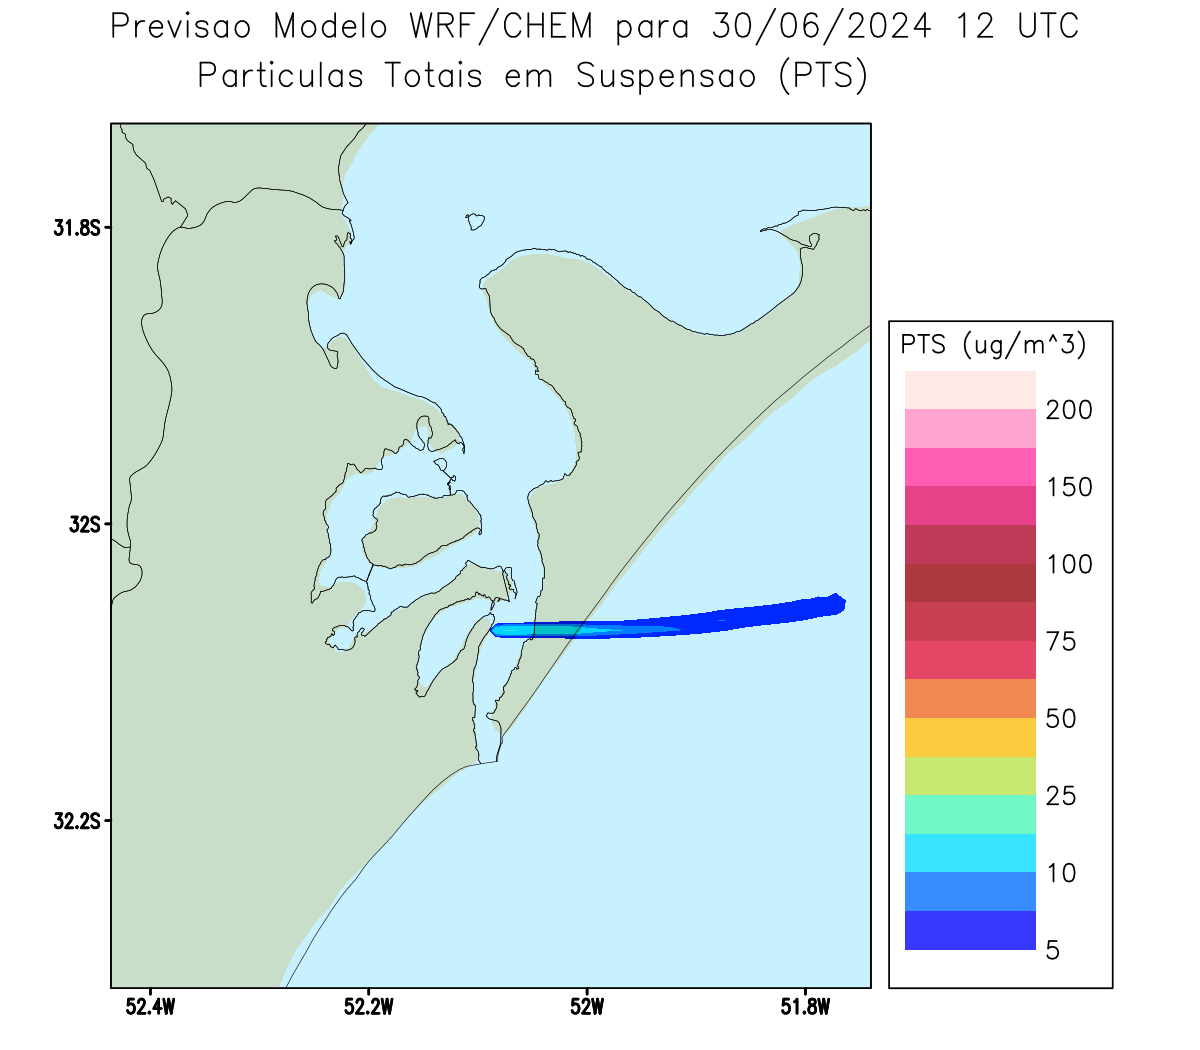 Previsao Modelo WRF/CHEM para 30/06/2024 12 UTC
Particulas Totais em Suspensao (PTS)
31.8S
32S
32.2S
52.4W
52.2W
52W
51.8W
PTS (ug/m^3)
200
150
100
75
50
25
10
5